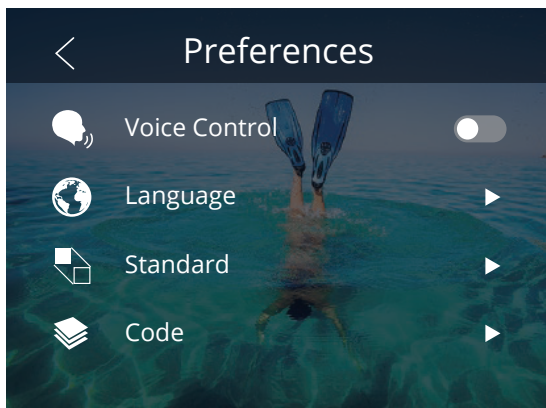 Preferences
Voice Control
Language
Standard
Code